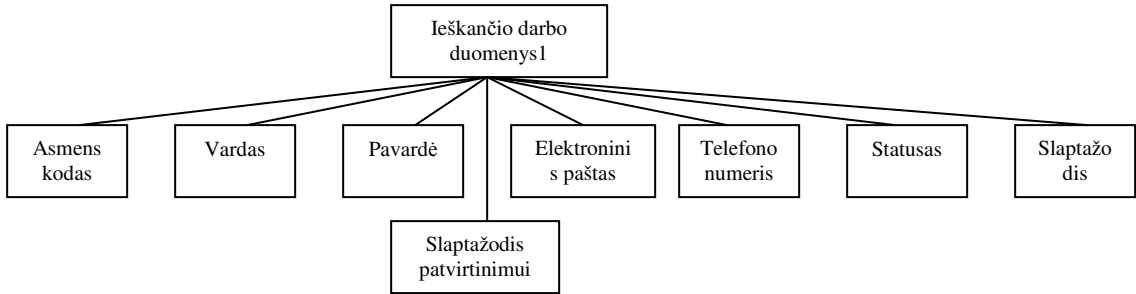 Ieškančio darbo
duomenys1
Asmens
kodas
Vardas
Pavardė
Elektronini
s paštas
Telefono
numeris
Statusas
Slaptažo
dis
Slaptažodis
patvirtinimui